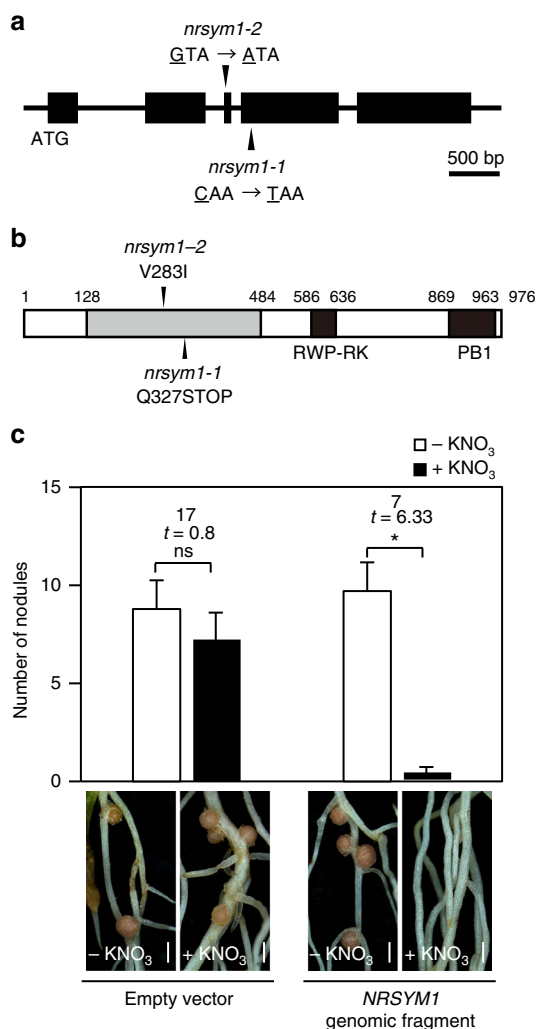 a
nrsym1-2
GTA → ATA
ATG
nrsym1-1
CAA → TAA
500 bp
b
nrsym1–2
V283I
1 128 484 586 636 869 963 976
RWP-RK PB1
nrsym1-1
Q327STOP
c
– KNO3
+ KNO3
Number of nodules
15
10
5
0
17
t = 0.8
ns
7
t = 6.33
*
– KNO3 + KNO3 – KNO3 + KNO3
Empty vector
NRSYM1
genomic fragment